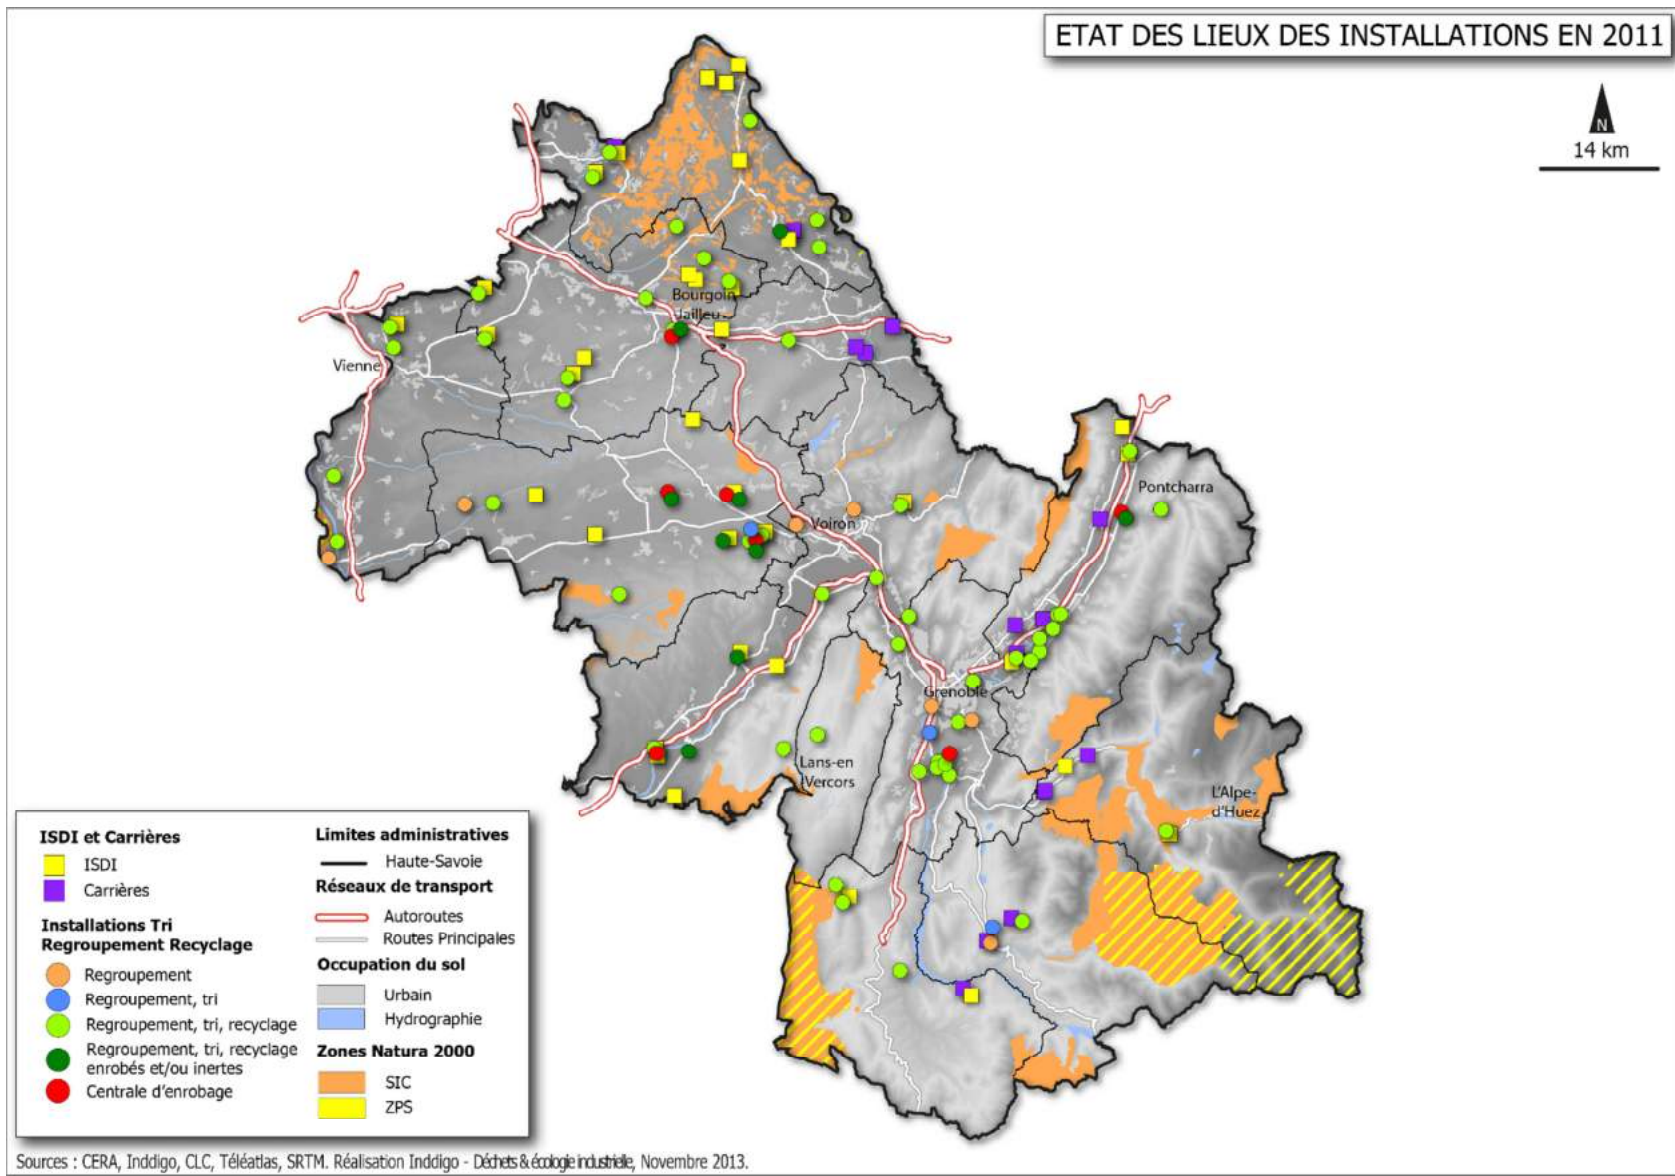 ETAT DES LIEUX DES INSTALLATIONS EN 2011
N
14 km
Bourgoin
Jailleu
Vienne
Pontcharra
Voiron
Grenoble
Lans-en
Vercors
L'Alpe-
d'Huez
ISDI et Carrières
ISDI
Carrières
Installations Tri
Regroupement Recyclage
Regroupement
Regroupement, tri
Regroupement, tri, recyclage
Regroupement, tri, recyclage
enrobés et/ou inertes
Centrale d'enrobage
Limites administratives
Haute-Savoie
Réseaux de transport
Autoroutes
Routes Principales
Occupation du sol
Urbain
Hydrographie
Zones Natura 2000
SIC
ZPS
Sources : CERA, Inddigo, CLC, Téléatlas, SRTM. Réalisation Inddigo - Déchets & écologie industrielle, Novembre 2013.